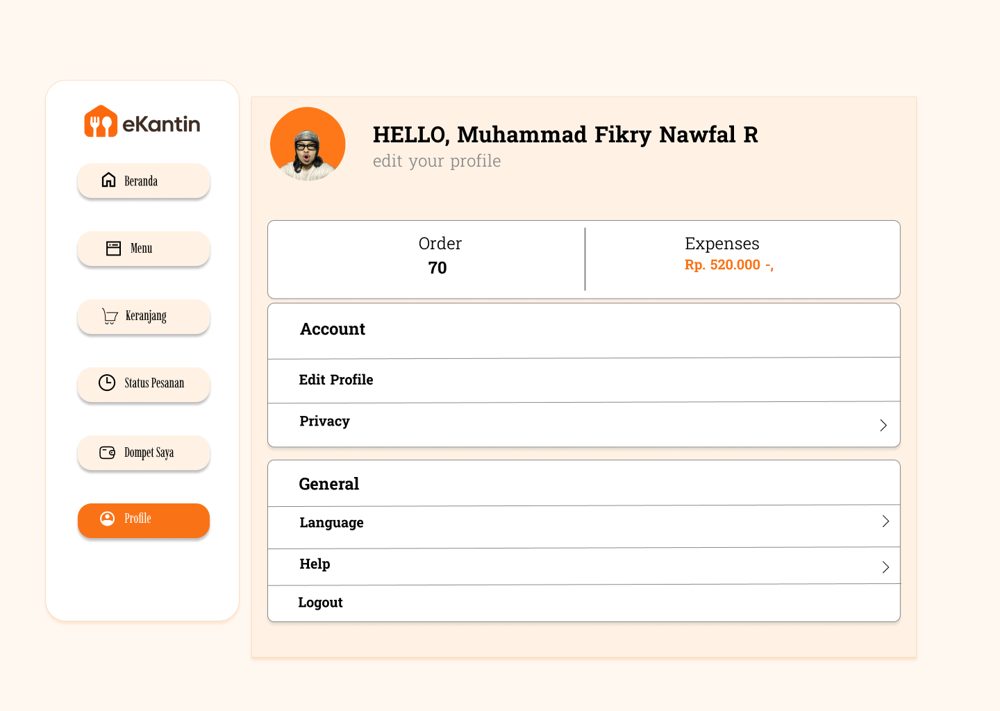 eKantin
Beranda
Menu
Keranjang
Status Pesanan
Dompet Saya
Profile
HELLO, Muhammad Fikry Nawfal R
edit your profile
Order
70
Expenses
Rp. 520.000 -,
Account
Edit Profile
Privacy
General
Language
Help
Logout